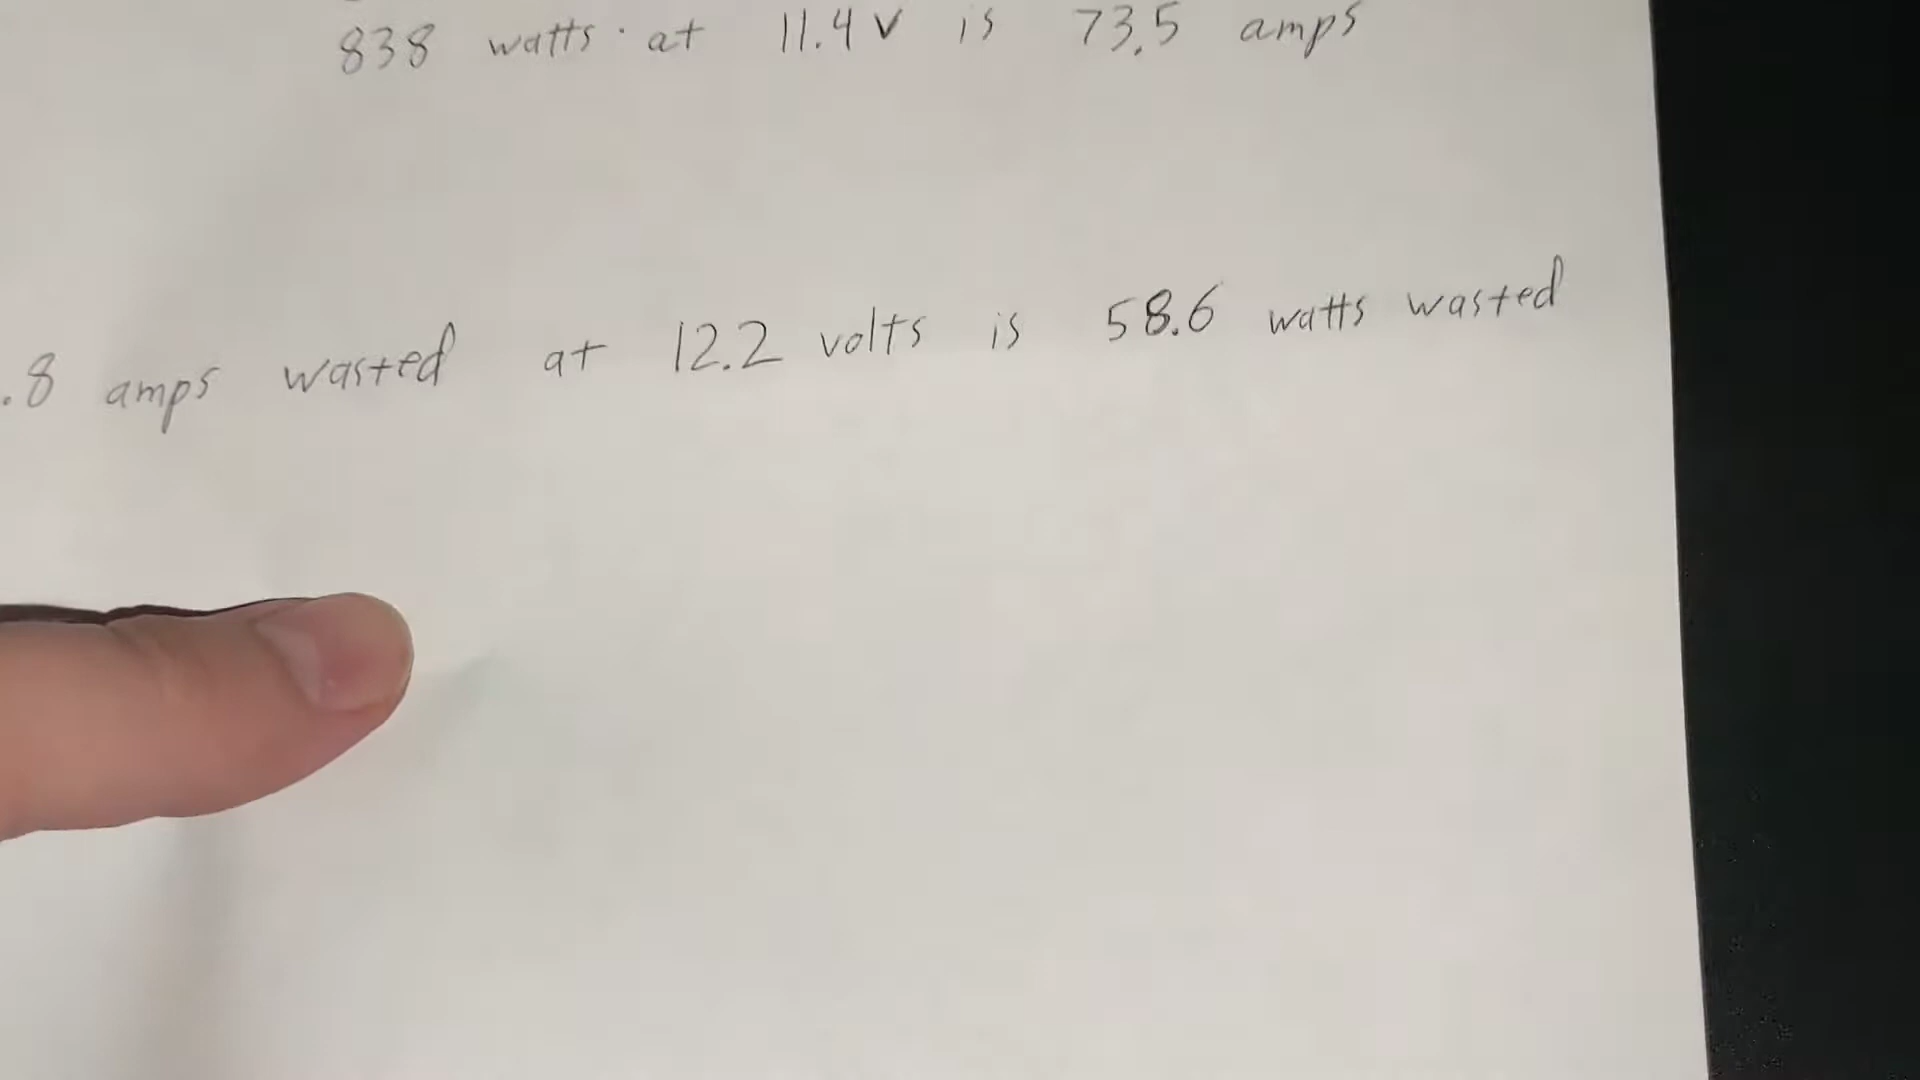 838 watts at 11.4 v is 73.5 amps
.8 amps wasted at 12.2 volts is 58.6 watts wasted